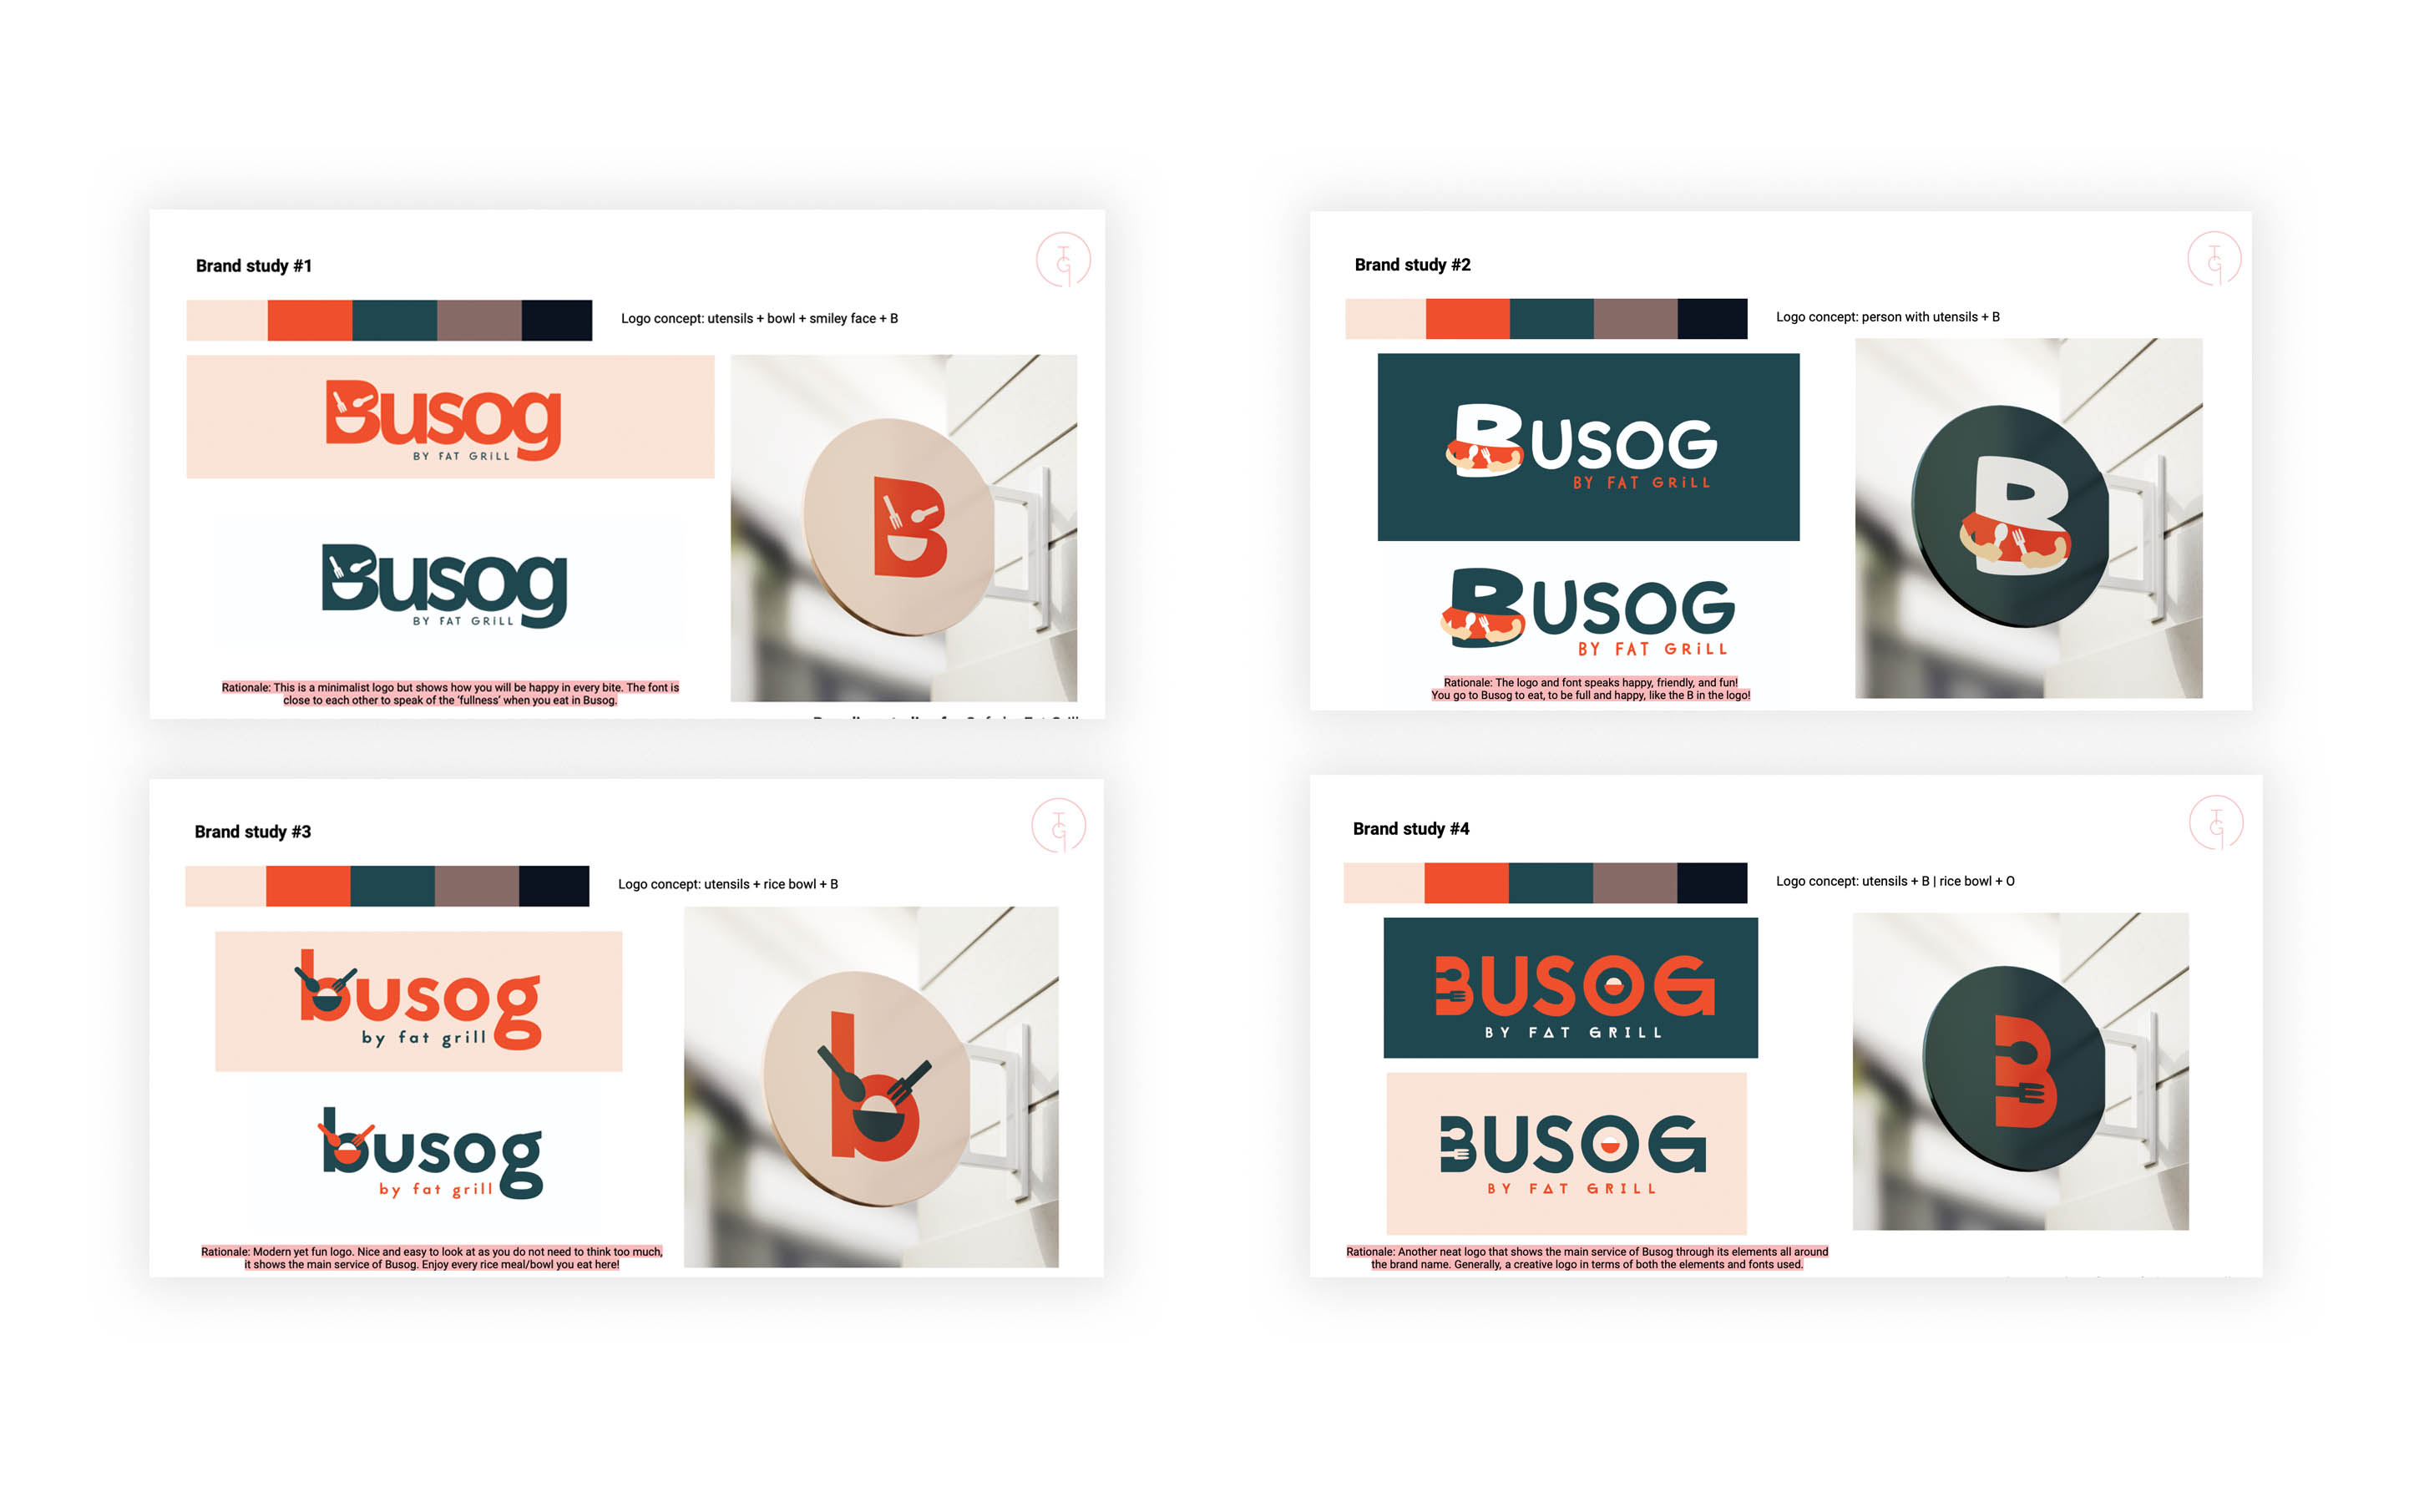 Brand study #1
TG
Logo concept: utensils + bowl + smiley face + B
Busog
BY FAT GRiLL
B
Busog
BY FAT GRiLL
Rationale: This is a minimalist logo but shows how you will be happy in every bite. The font is
close to each other to speak of the ‘fullness’ when you eat in Busog.
Brand study #2
TG
Logo concept: person with utensils + B
BUSOG
BY FAT GRiLL
B
BUSOG
BY FAT GRiLL
Rationale: The logo and font speaks happy, friendly, and fun!
You go to Busog to eat, to be full and happy, like the B in the logo!
Brand study #3
TG
Logo concept: utensils + rice bowl + B
busog
by fat grill
b
busog
by fat grill
Rationale: Modern yet fun logo. Nice and easy to look at as you do not need to think too much,
it shows the main service of Busog. Enjoy every rice meal/bowl you eat here!
Brand study #4
TG
Logo concept: utensils + B | rice bowl + O
BUSOG
BY FAT GRILL
B
BUSOG
BY FAT GRILL
Rationale: Another neat logo that shows the main service of Busog through its elements all around
the brand name. Generally, a creative logo in terms of both the elements and fonts used.